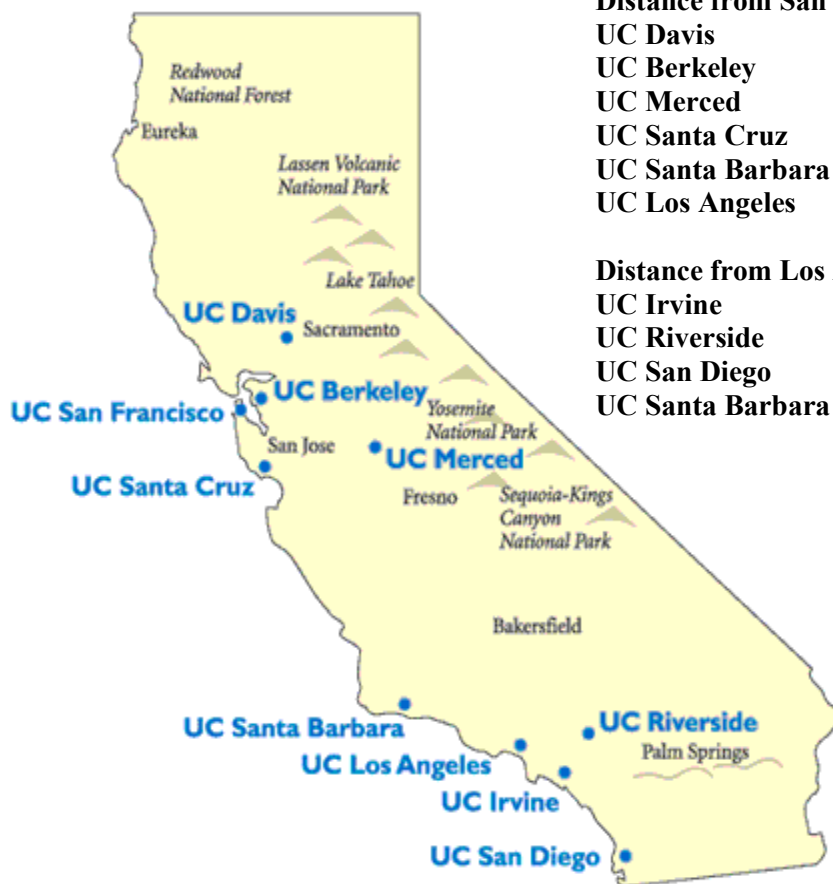 Distance from San
UC Davis
UC Berkeley
UC Merced
UC Santa Cruz
UC Santa Barbara
UC Los Angeles
Distance from Los
UC Irvine
UC Riverside
UC San Diego
UC Santa Barbara
Redwood
National Forest
Eureka
Lassen Volcanic
National Park
Lake Tahoe
UC Davis
Sacramento
UC Berkeley
UC San Francisco
Yosemite
National Park
San Jose
UC Merced
UC Santa Cruz
Fresno
Sequoia-Kings
Canyon
National Park
Bakersfield
UC Santa Barbara
UC Riverside
Palm Springs
UC Los Angeles
UC Irvine
UC San Diego